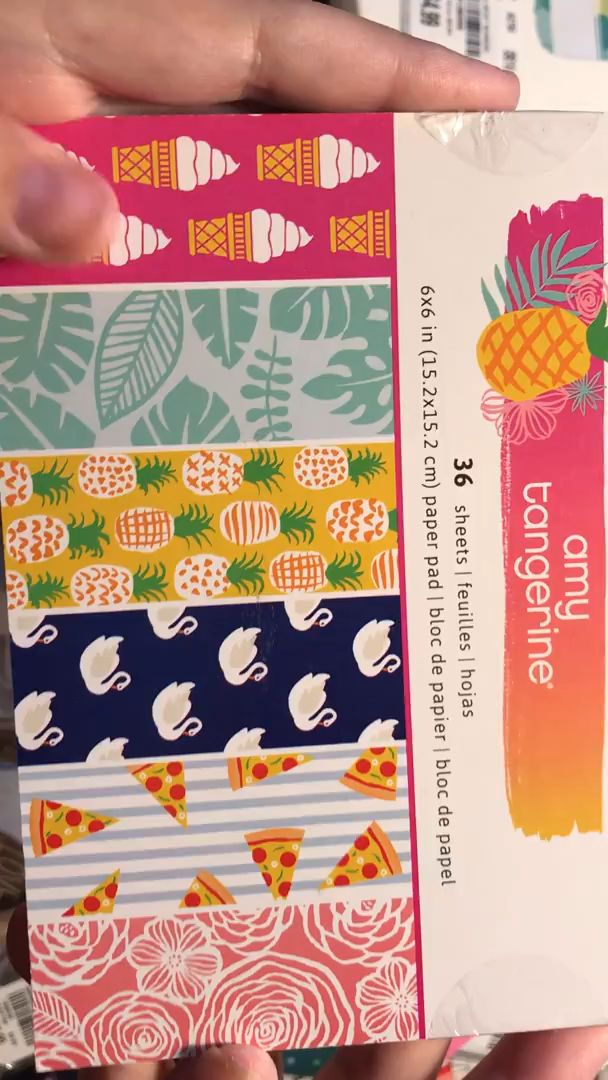 amy
tangerine®
36 sheets | feuilles | hojas
6x6 in (15.2x15.2 cm) paper pad | bloc de papier | bloc de papel